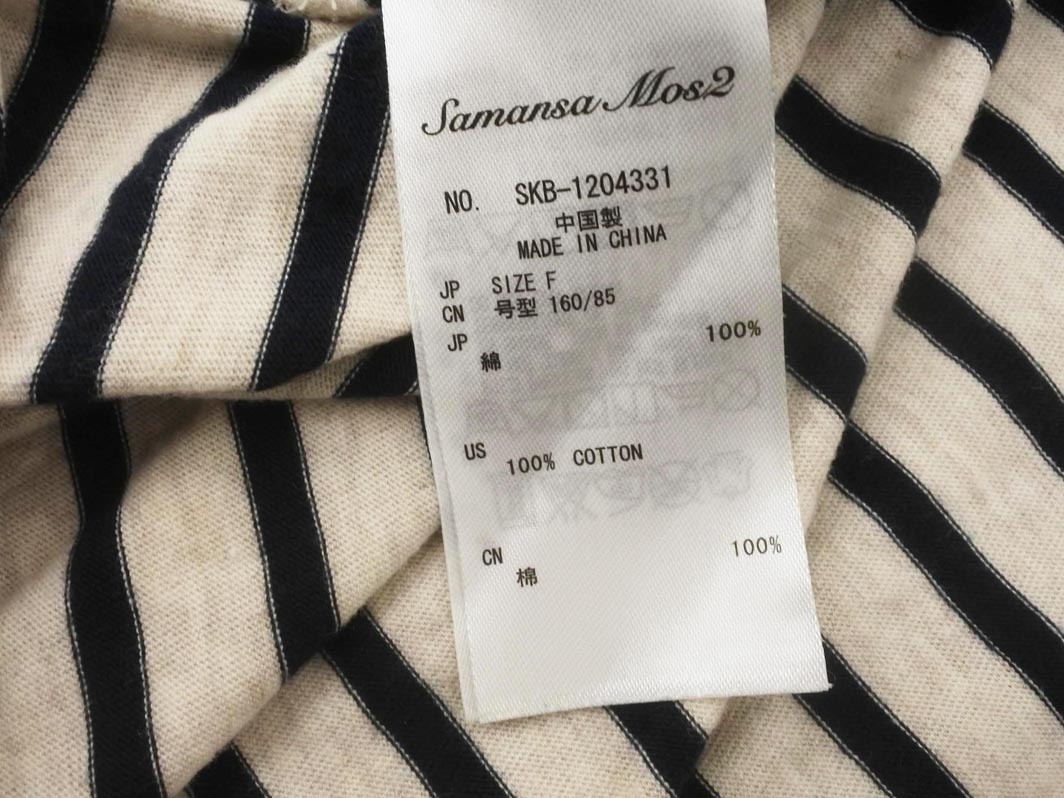 Samansa Mos2
NO. SKB-1204331
中国製
MADE IN CHINA
JP SIZE F
CN 号型 160/85
JP 綿 100%
US 100% COTTON
CN 棉 100%